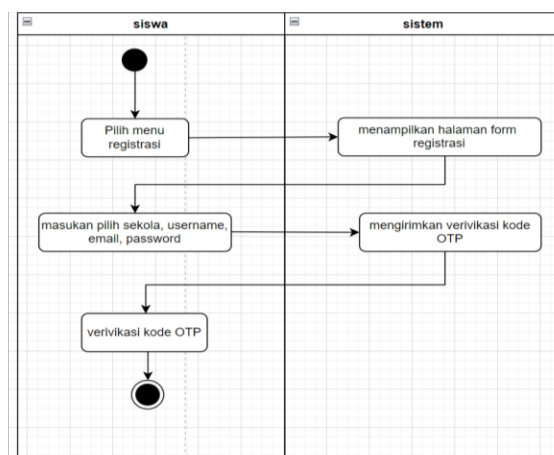 siswa
sistem
Pilih menu
registrasi
menampilkan halaman form
registrasi
masukan pilih sekola, username,
email, password
mengirimkan verivikasi kode
OTP
verivikasi kode OTP